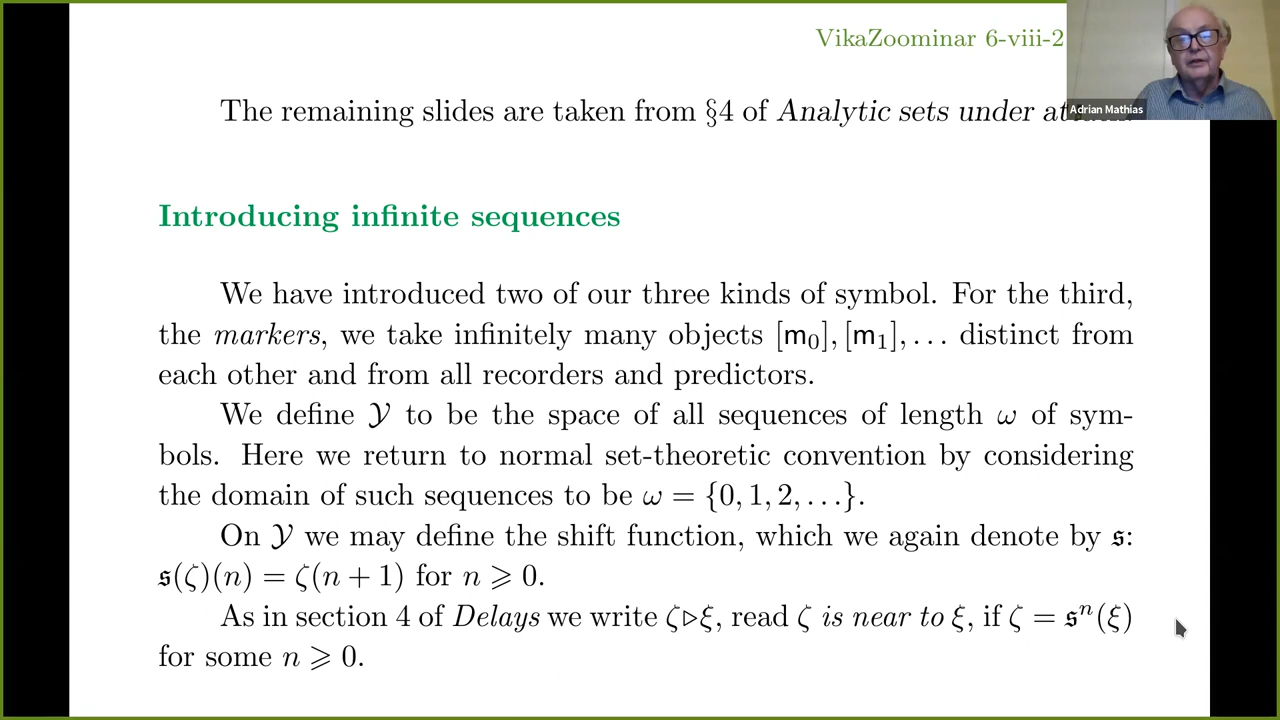 VikaZoominar 6-viii-2
The remaining slides are taken from §4 of Analytic sets under
Adrian Mathias
Introducing infinite sequences
We have introduced two of our three kinds of symbol. For the third,
the markers, we take infinitely many objects [m₀], [m₁], . . . distinct from
each other and from all recorders and predictors.
We define 𝒴 to be the space of all sequences of length ω of sym-
bols. Here we return to normal set-theoretic convention by considering
the domain of such sequences to be ω = {0, 1, 2, . . .}.
On 𝒴 we may define the shift function, which we again denote by 𝔰:
𝔰(ζ)(n) = ζ(n + 1) for n ⩾ 0.
As in section 4 of Delays we write ζ▷ξ, read ζ is near to ξ, if ζ = 𝔰ⁿ(ξ)
for some n ⩾ 0.